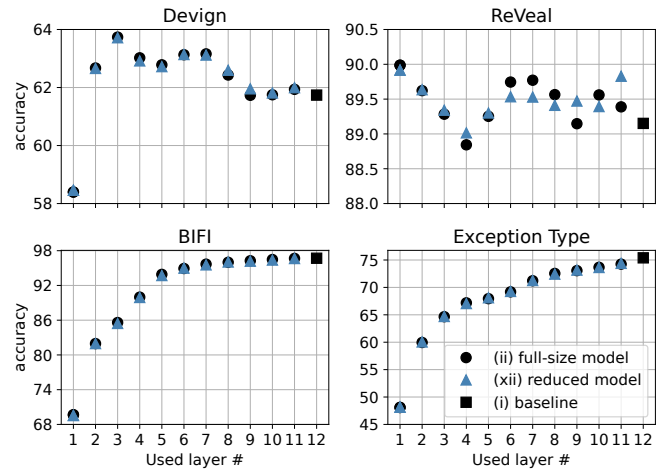 Devign
ReVeal
accuracy
64
62
60
58
90.5
90.0
89.5
89.0
88.5
88.0
BIFI
Exception Type
accuracy
98
92
86
80
74
68
75
70
65
60
55
50
45
(ii) full-size model
(xii) reduced model
(i) baseline
1 2 3 4 5 6 7 8 9 10 11 12
1 2 3 4 5 6 7 8 9 10 11 12
Used layer #
Used layer #